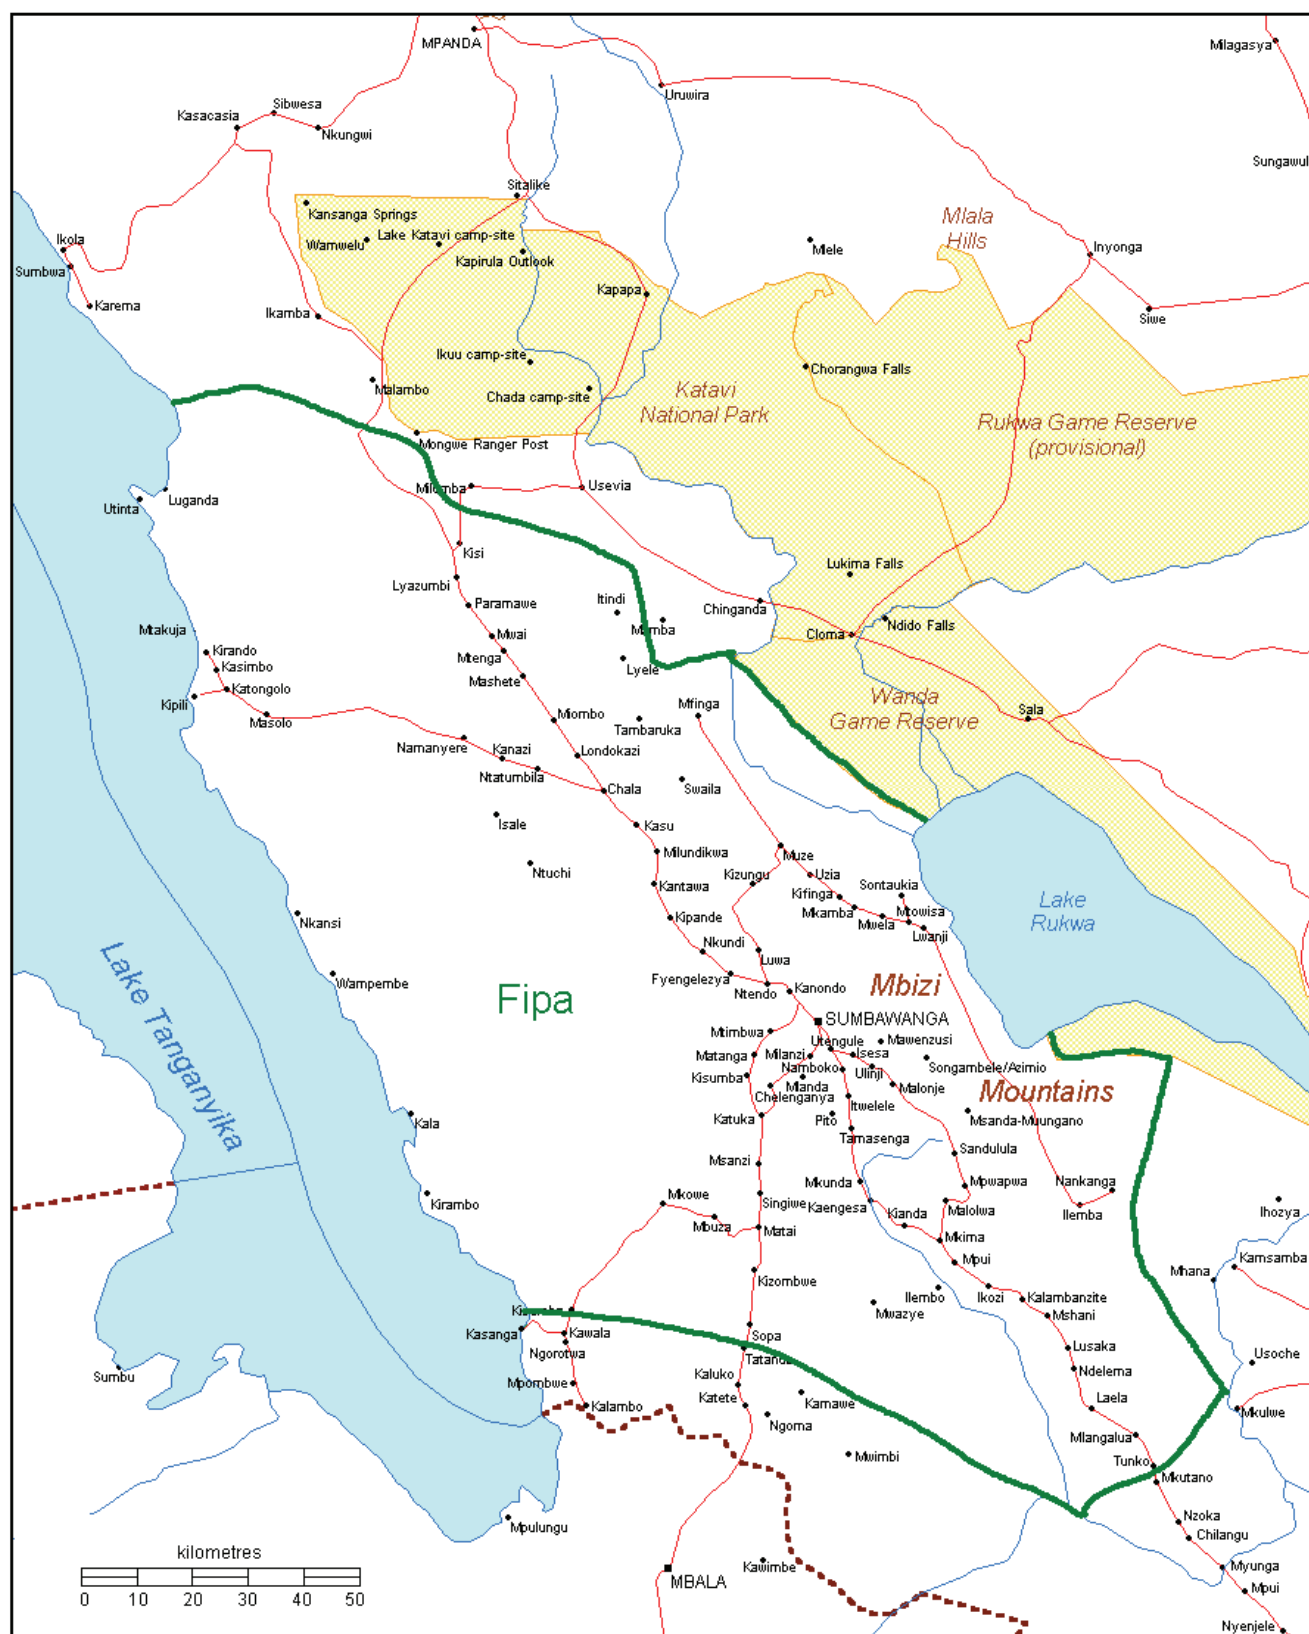 MPANDA
Milagasya
Uruwira
Sibwesa
Kasacasia
Nkungwi
Sungawul
Sitalike
Kansanga Springs
Mlala
Hills
Wamwelu
Lake Katavi camp-site
Mlele
Ikola
Inyonga
Kapirula Outlook
Sumbwa
Kapapa
Karema
Ikamba
Siwe
Ikuu camp-site
Chorangwa Falls
Malambo
Chada camp-site
Katavi
National Park
Rukwa Game Reserve
(provisional)
Mongwe Ranger Post
Usevia
Luganda
Utinta
Kisi
Lukima Falls
Lyazumbi
Itindi
Chinganda
Paramawe
Ndido Falls
Mtakuja
Mamba
Cloma
Mwai
Kirando
Mtenga
Kasimbo
Lyele
Mashete
Katongolo
Wanda
Game Reserve
Kipili
Mfinga
Sala
Masolo
Miombo
Tambaruka
Namanyere
Kanazi
Londokazi
Ntatumbila
Swaila
Chala
Isale
Kasu
Milundikwa
Muze
Ntuchi
Kizungu
Uzia
Kantawa
Kifinga
Sontaukia
Lake
Rukwa
Nkansi
Kipande
Mkamba
Mtowisa
Mwela
Lwanji
Nkundi
Luwa
Lake Tanganyika
Wampembe
Fyengelezya
Ntendo
Kanondo
Mbizi
Fipa
SUMBAWANGA
Mtimbwa
Utengule
Mawenzusi
Matanga
Milanzi
Isesa
Namboko
Ulinji
Songambele/Azimio
Kisumba
Mlanda
Malonje
Mountains
Chelenganya
Itwelele
Kala
Katuka
Pito
Msanda-Muungano
Tamasenga
Sandulula
Msanzi
Mkunda
Mpwapwa
Nankanga
Kirambo
Mkowe
Singiwe
Kaengesa
Malolwa
Ilemba
Ihozya
Mbuza
Matai
Kianda
Mkima
Mpui
Kamsamba
Kizombwe
Mhana
Ilembo
Ikozi
Kalambanzite
Mwazye
Mshani
Kasanga
Kawala
Sopa
Ngorotwa
Lusaka
Usoche
Sumbu
Kaluko
Ndelema
Mpombwe
Kamawe
Kalambo
Katete
Laela
Mkulwe
Ngoma
Mlangalua
Mwimbi
Tunko
Mkutano
Mpulungu
Nzoka
Chilangu
kilometres
Kawimbe
Myunga
MBALA
Mpui
0 10 20 30 40 50
Nyenjele